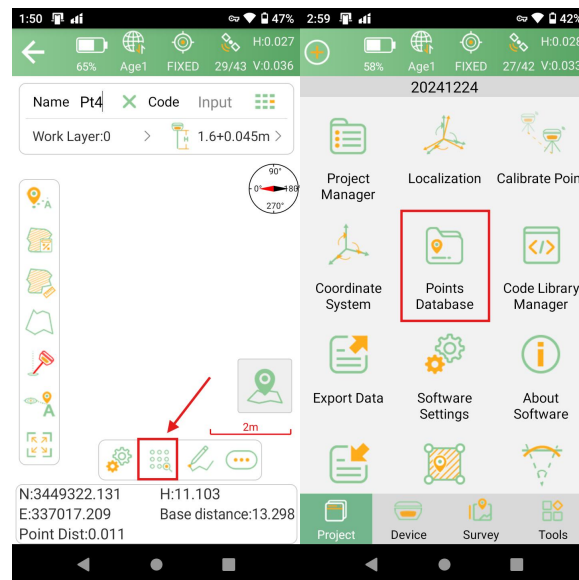 1:50
47%
65%
Age1
FIXED
29/43
H:0.027
V:0.036
Name Pt4 Code Input
Work Layer:0 > H 1.6+0.045m >
90°
0° 180
270°
A
A
2m
N:3449322.131 H:11.103
E:337017.209 Base distance:13.298
Point Dist:0.011
2:59
42%
58%
Age1
FIXED
27/42
H:0.028
V:0.033
20241224
Project
Manager
Localization
Calibrate Poin
Coordinate
System
Points
Database
Code Library
Manager
Export Data
Software
Settings
About
Software
Project
Device
Survey
Tools